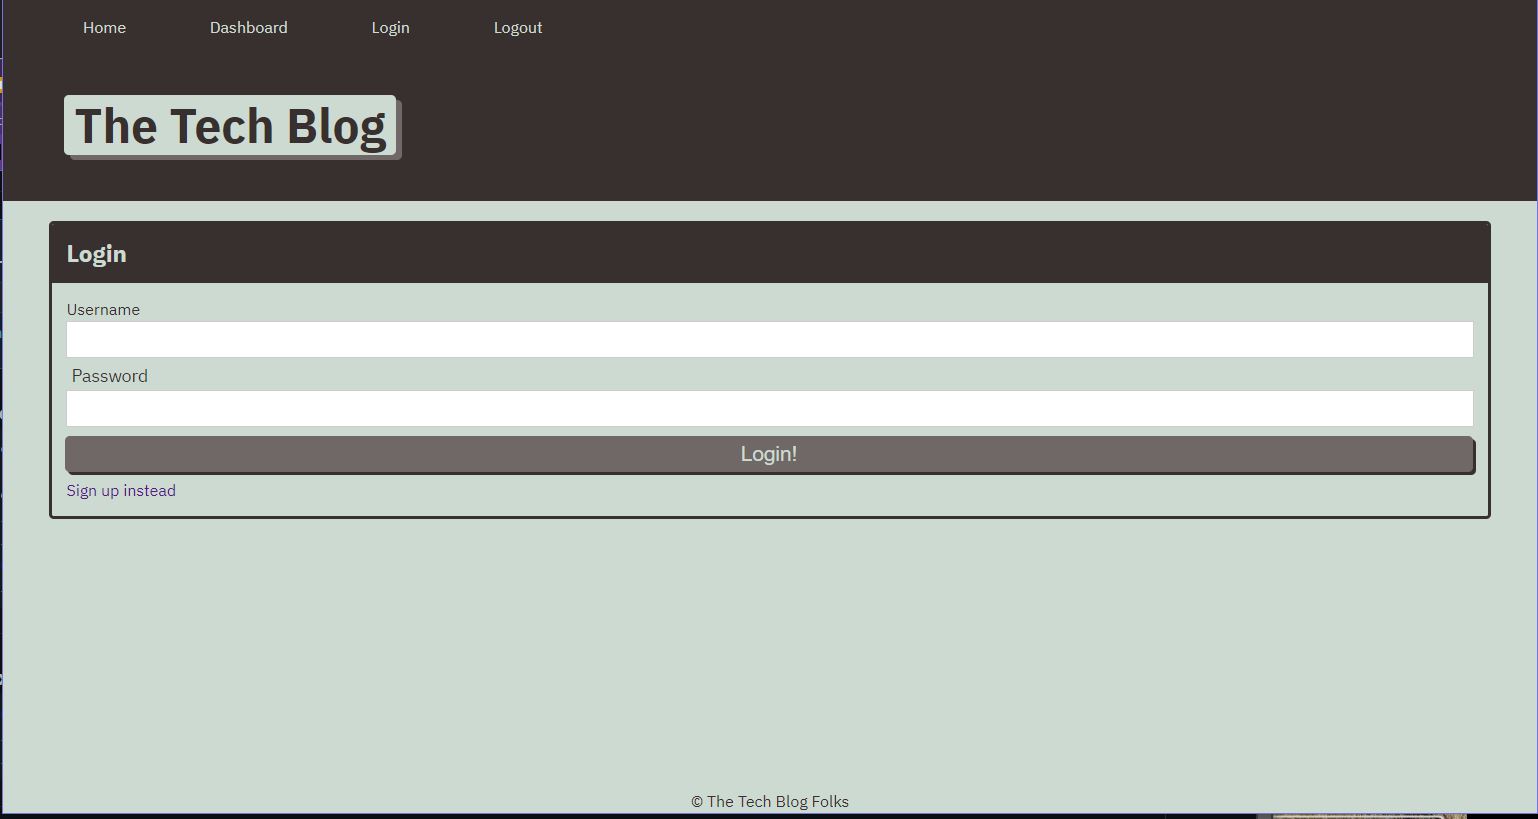 Home Dashboard Login Logout
The Tech Blog
Login
Username
Password
Login!
Sign up instead
© The Tech Blog Folks